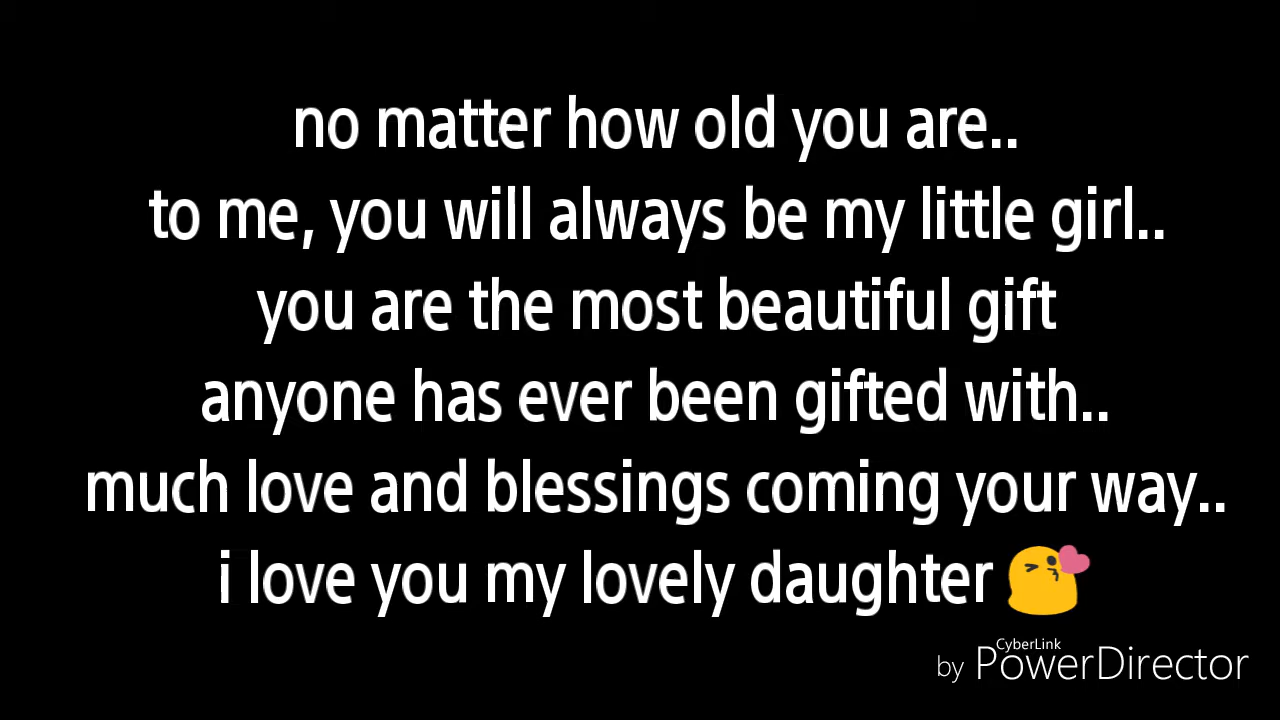 no matter how old you are..
to me, you will always be my little girl..
you are the most beautiful gift
anyone has ever been gifted with..
much love and blessings coming your way..
i love you my lovely daughter 😘
CyberLink
by PowerDirector